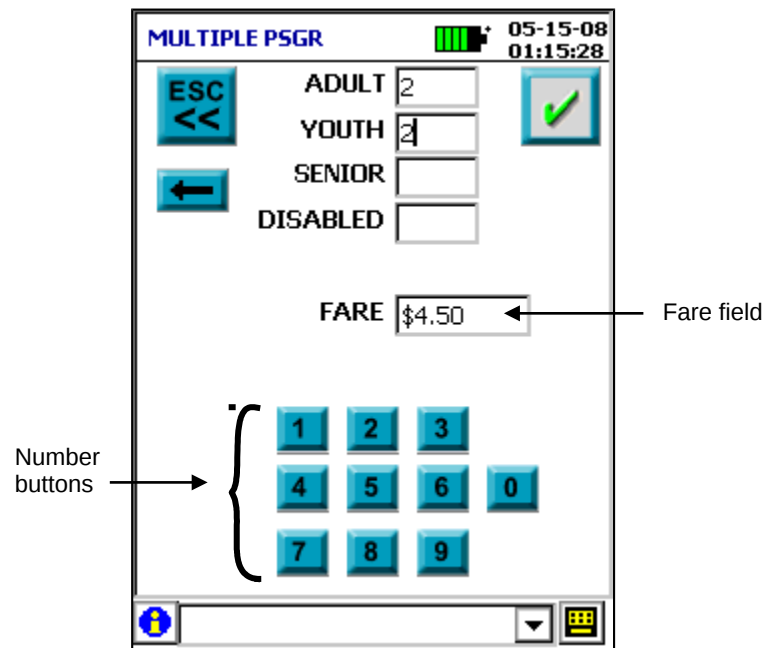 MULTIPLE PSGR
05-15-08
01:15:28
ESC
<<
ADULT 2
YOUTH 2
SENIOR
DISABLED
FARE $4.50
Fare field
Number
buttons
1 2 3
4 5 6 0
7 8 9